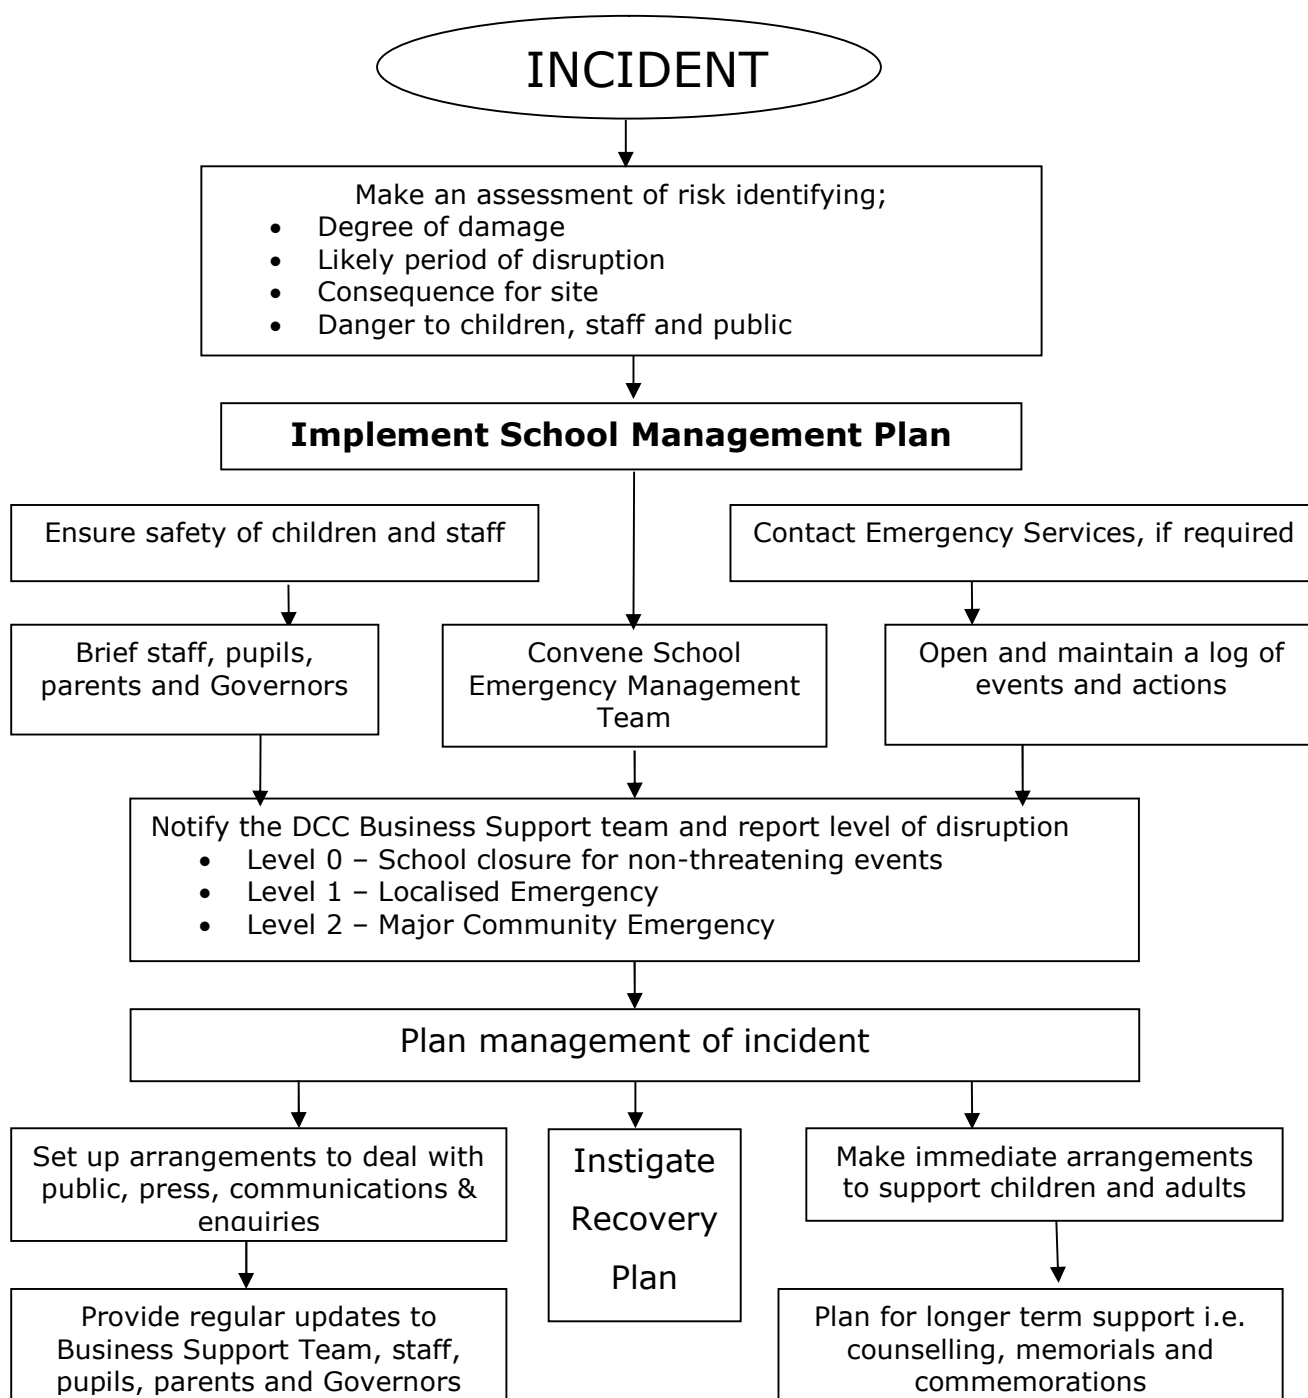 INCIDENT
Make an assessment of risk identifying;
• Degree of damage
• Likely period of disruption
• Consequence for site
• Danger to children, staff and public
Implement School Management Plan
Ensure safety of children and staff
Contact Emergency Services, if required
Brief staff, pupils,
parents and Governors
Convene School
Emergency Management
Team
Open and maintain a log of
events and actions
Notify the DCC Business Support team and report level of disruption
• Level 0 – School closure for non-threatening events
• Level 1 – Localised Emergency
• Level 2 – Major Community Emergency
Plan management of incident
Set up arrangements to deal with
public, press, communications &
enquiries
Instigate
Recovery
Plan
Make immediate arrangements
to support children and adults
Provide regular updates to
Business Support Team, staff,
pupils, parents and Governors
Plan for longer term support i.e.
counselling, memorials and
commemorations